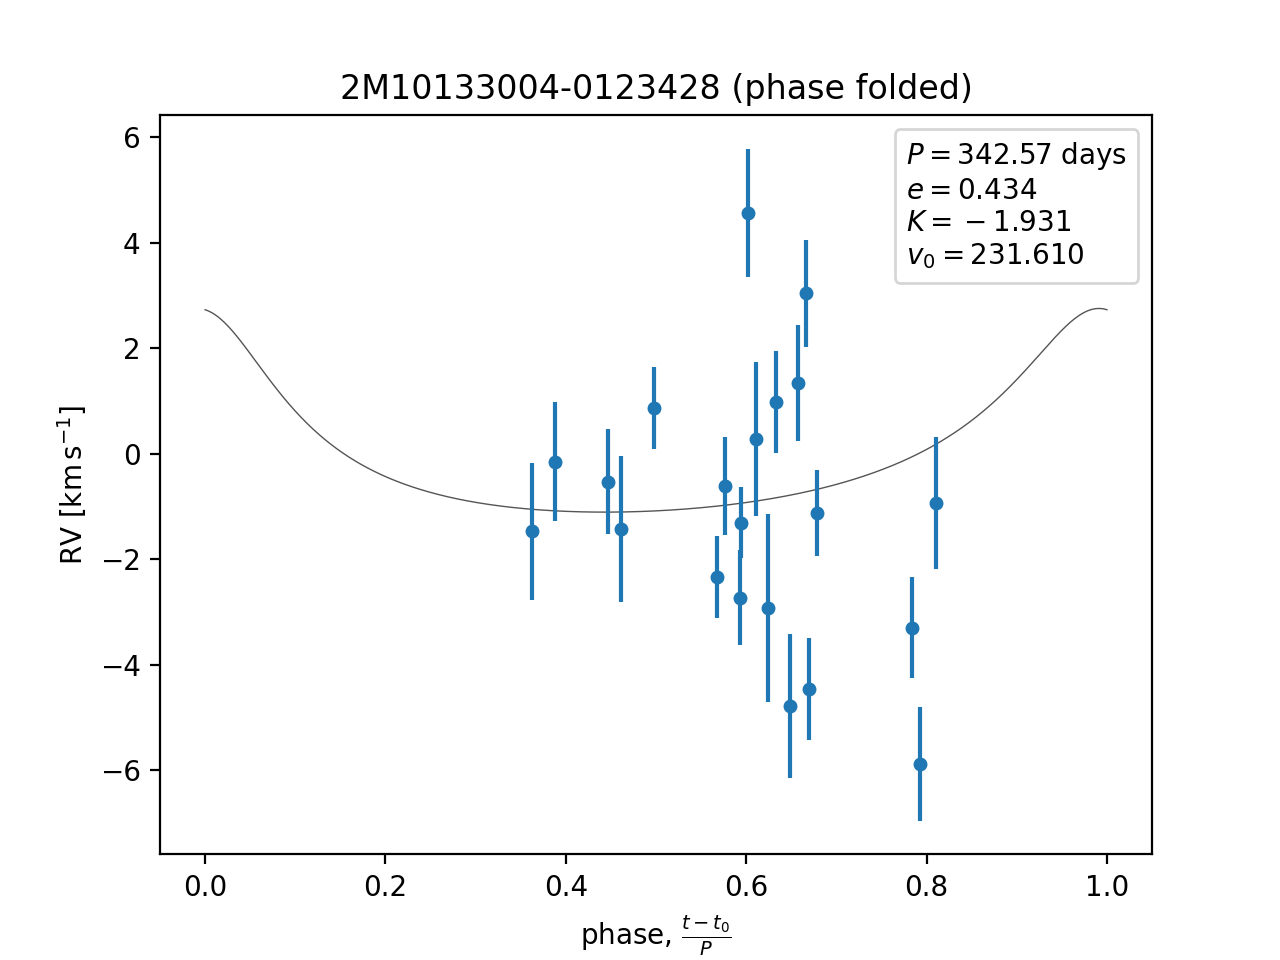 2M10133004-0123428 (phase folded)
P = 342.57 days
e = 0.434
K = −1.931
v₀ = 231.610
6
4
2
0
−2
−4
−6
RV [km s⁻¹]
0.0 0.2 0.4 0.6 0.8 1.0
phase, (t − t₀)/P